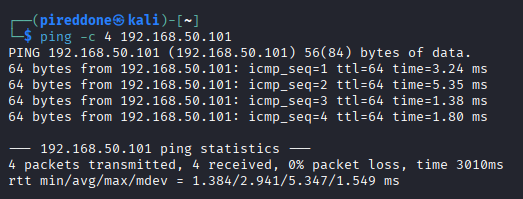 ┌──(pireddone㉿kali)-[~]
└─$ ping -c 4 192.168.50.101
PING 192.168.50.101 (192.168.50.101) 56(84) bytes of data.
64 bytes from 192.168.50.101: icmp_seq=1 ttl=64 time=3.24 ms
64 bytes from 192.168.50.101: icmp_seq=2 ttl=64 time=5.35 ms
64 bytes from 192.168.50.101: icmp_seq=3 ttl=64 time=1.38 ms
64 bytes from 192.168.50.101: icmp_seq=4 ttl=64 time=1.80 ms

--- 192.168.50.101 ping statistics ---
4 packets transmitted, 4 received, 0% packet loss, time 3010ms
rtt min/avg/max/mdev = 1.384/2.941/5.347/1.549 ms